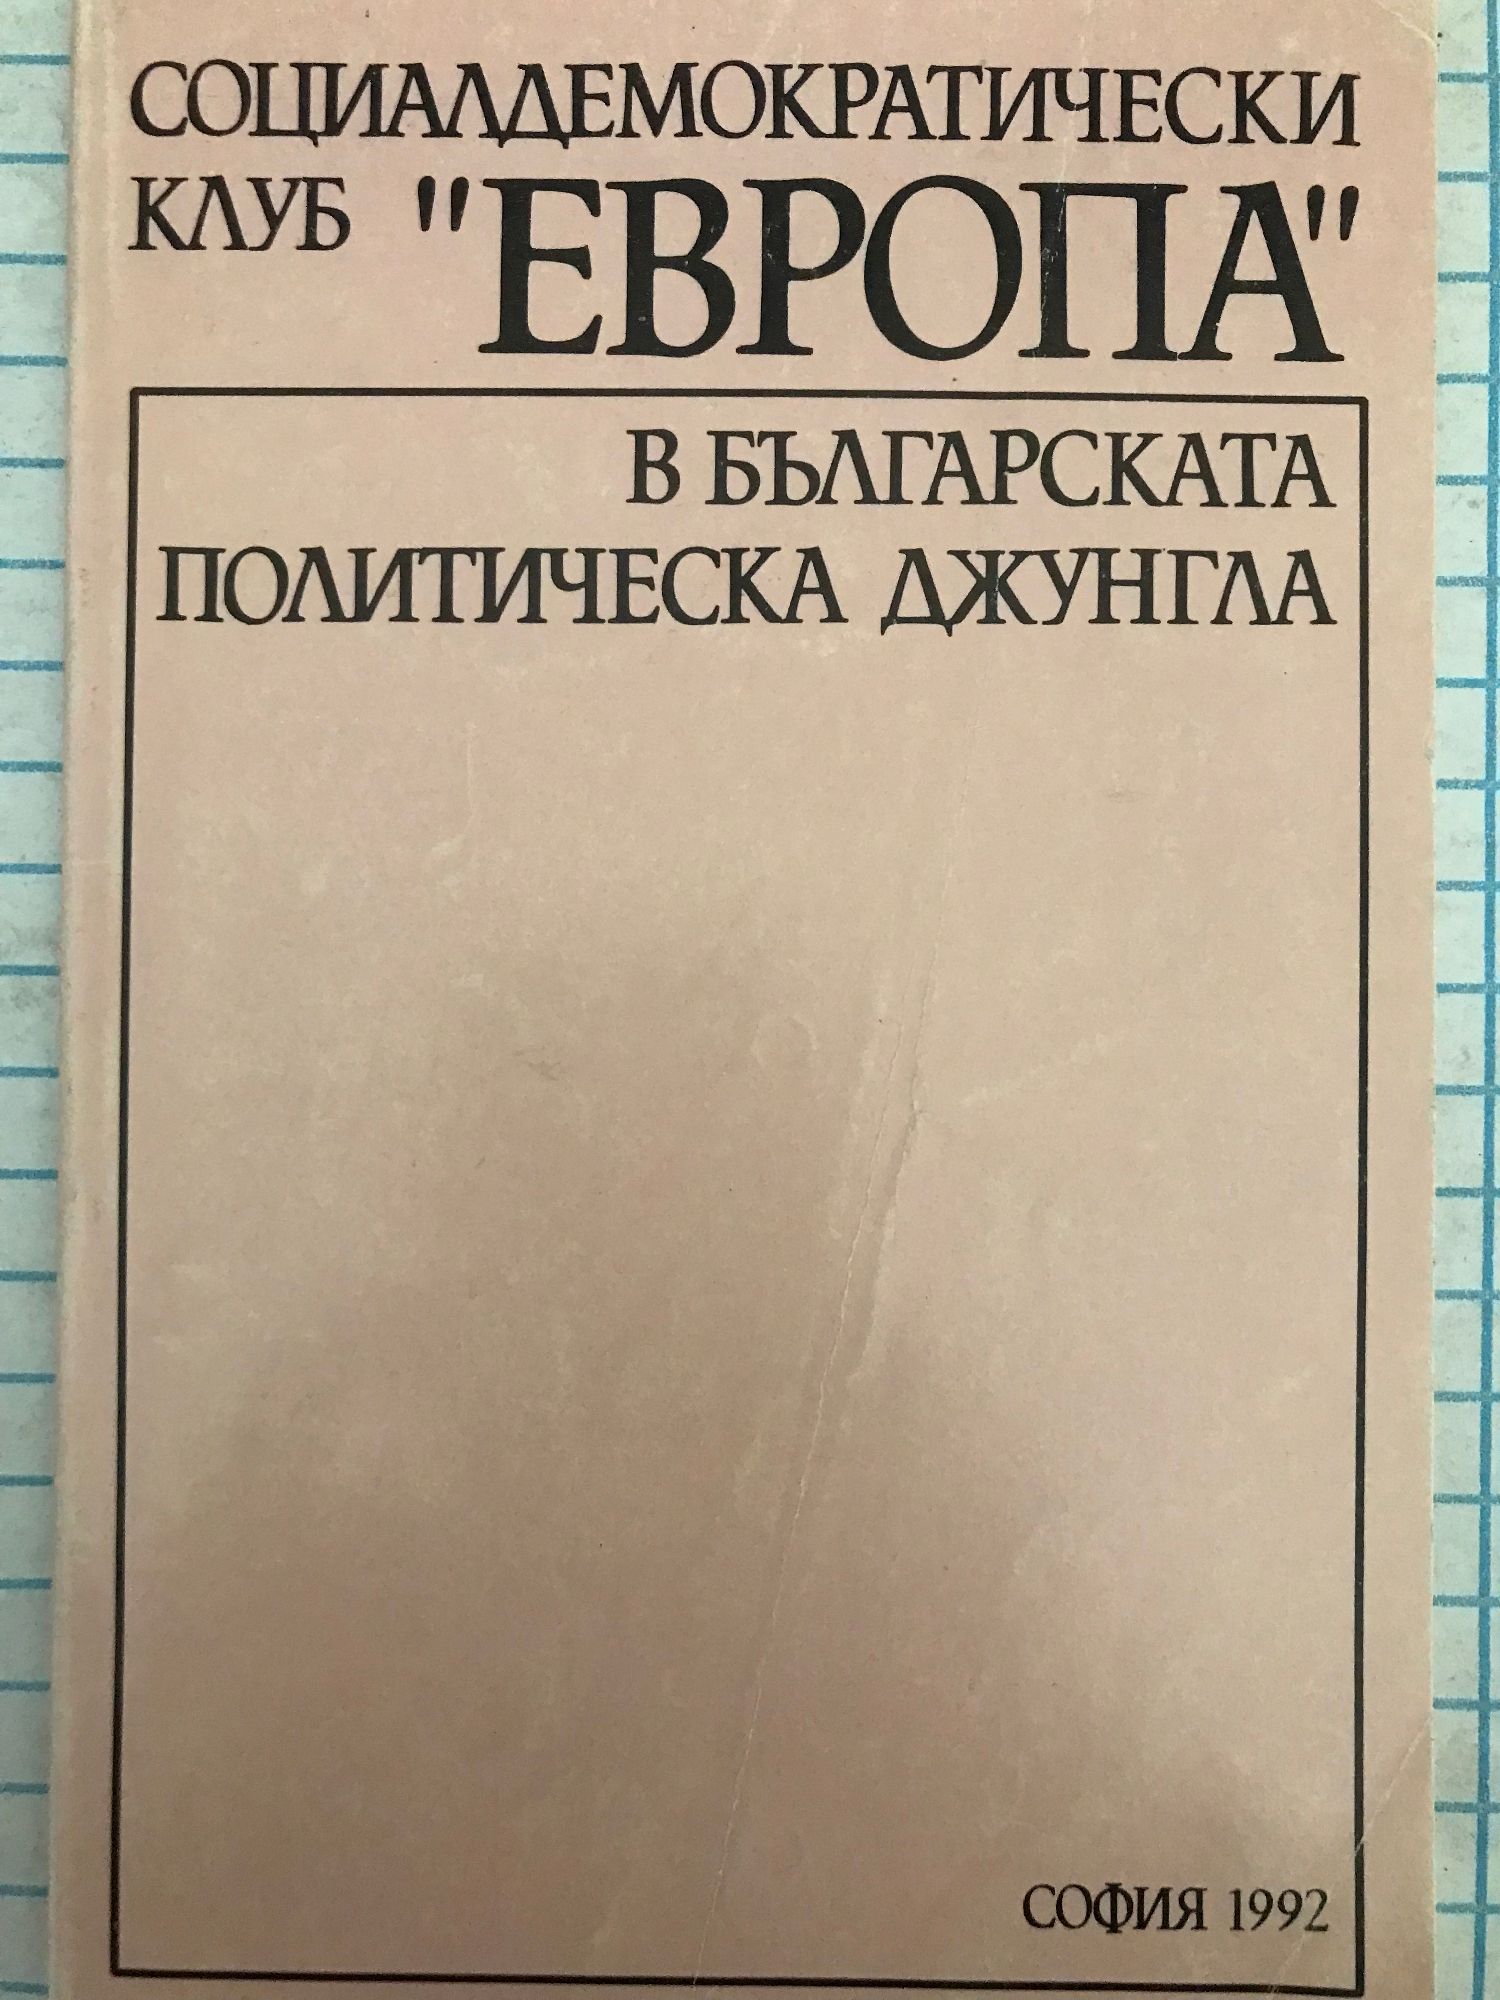 СОЦИАЛДЕМОКРАТИЧЕСКИ
КЛУБ "ЕВРОПА"
В БЪЛГАРСКАТА
ПОЛИТИЧЕСКА ДЖУНГЛА
СОФИЯ 1992